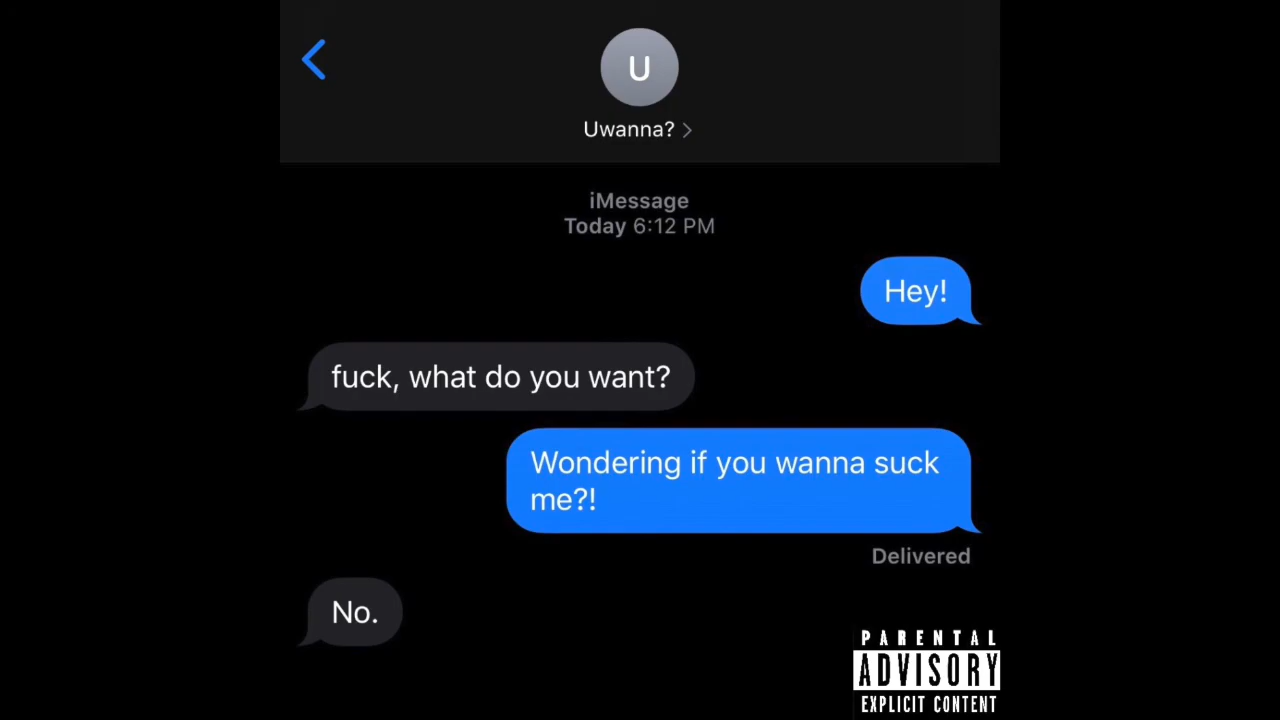 U
Uwanna?
iMessage
Today 6:12 PM
Hey!
fuck, what do you want?
Wondering if you wanna suck
me?!
Delivered
No.
PARENTAL
ADVISORY
EXPLICIT CONTENT